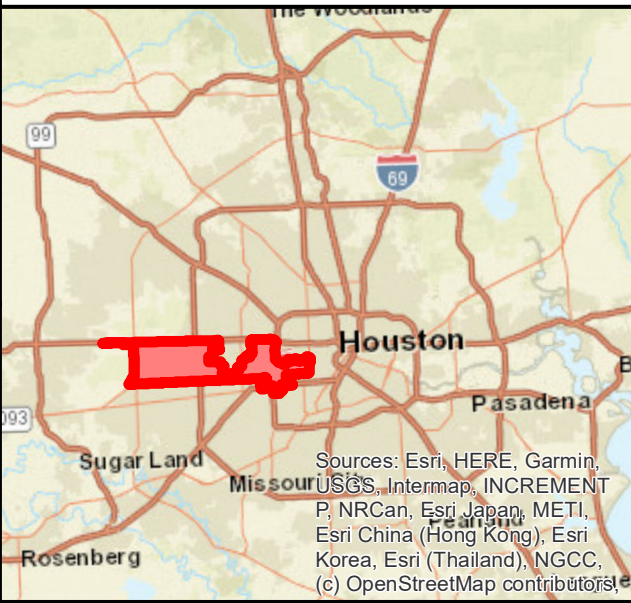 The Woodlands
99
69
Houston
Pasadena
093
Sugar Land
Missouri City
Pearland
Rosenberg
Sources: Esri, HERE, Garmin,
USGS, Intermap, INCREMENT
P, NRCan, Esri Japan, METI,
Esri China (Hong Kong), Esri
Korea, Esri (Thailand), NGCC,
(c) OpenStreetMap contributors,